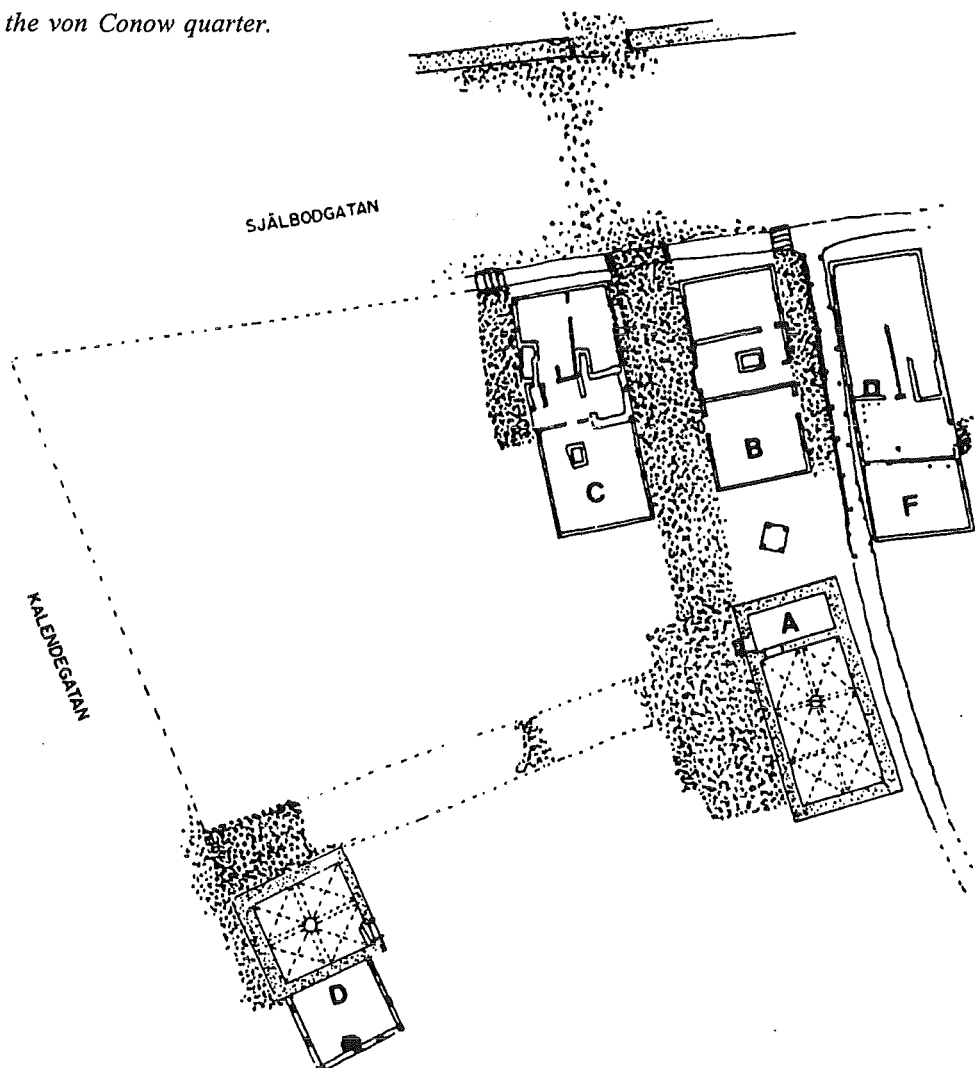 the von Conow quarter.
SJÄLBODGATAN
KALENDEGATAN
C
B
F
A
D